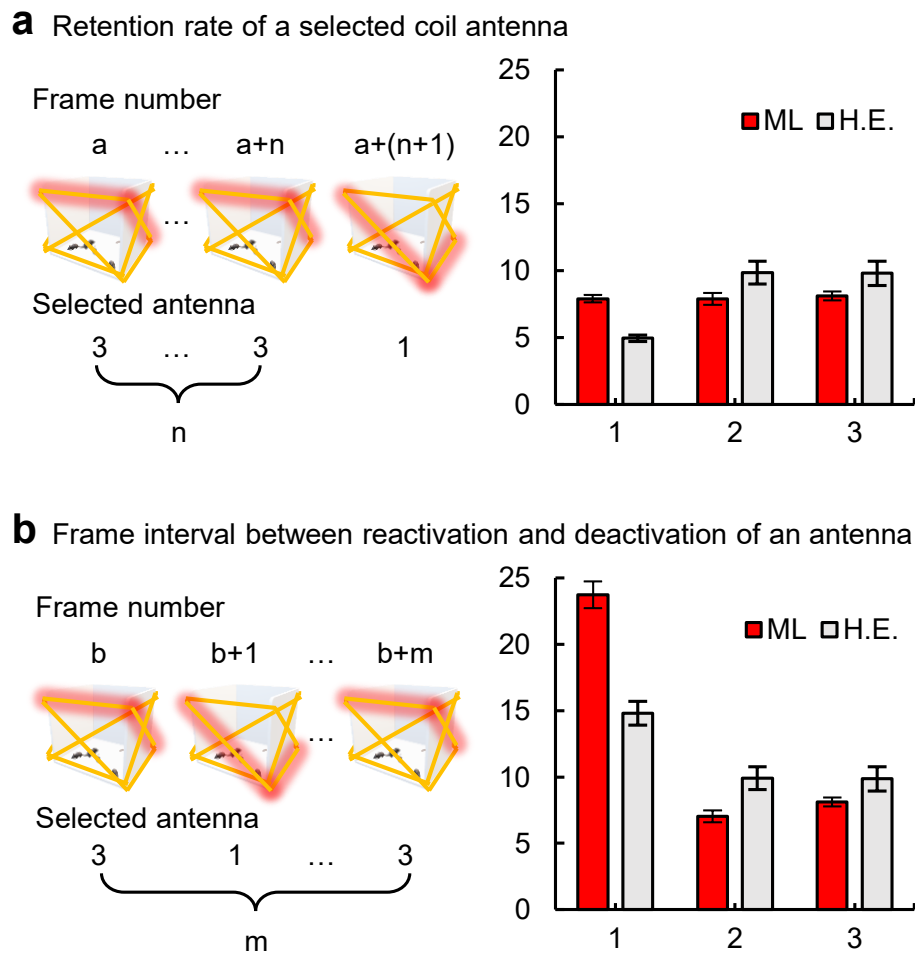 a Retention rate of a selected coil antenna
Frame number
a … a+n a+(n+1)
…
Selected antenna
3 … 3 1
n
25
20
15
10
5
0
ML H.E.
1 2 3
b Frame interval between reactivation and deactivation of an antenna
Frame number
b b+1 … b+m
…
Selected antenna
3 1 … 3
m
25
20
15
10
5
0
ML H.E.
1 2 3